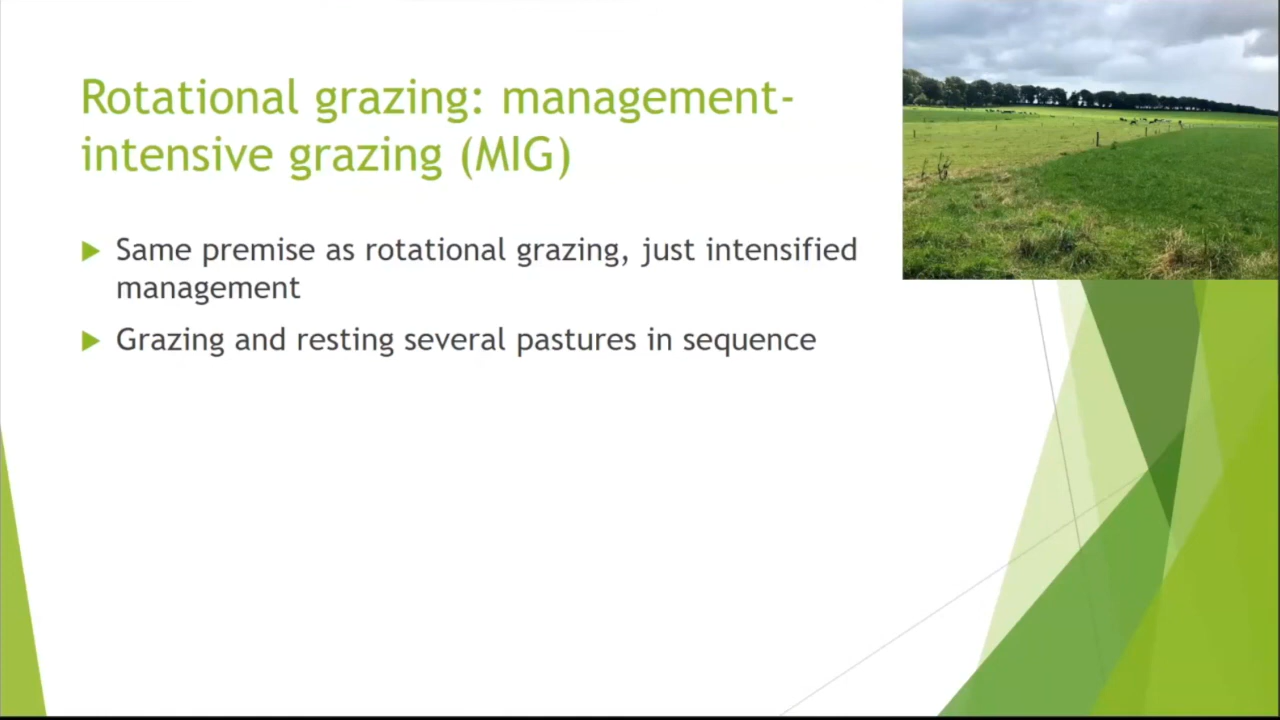 Rotational grazing: management-
intensive grazing (MIG)
Same premise as rotational grazing, just intensified
management
Grazing and resting several pastures in sequence